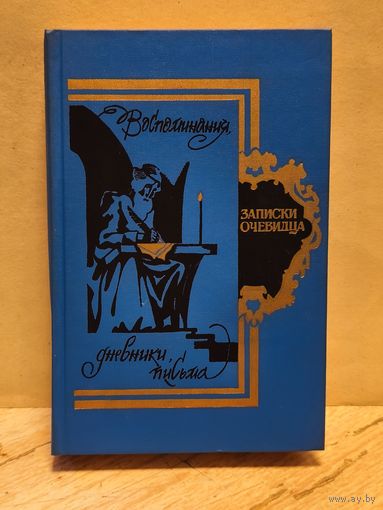 Воспоминания,
ЗАПИСКИ
ОЧЕВИДЦА
дневники,
письма
www.ay.by